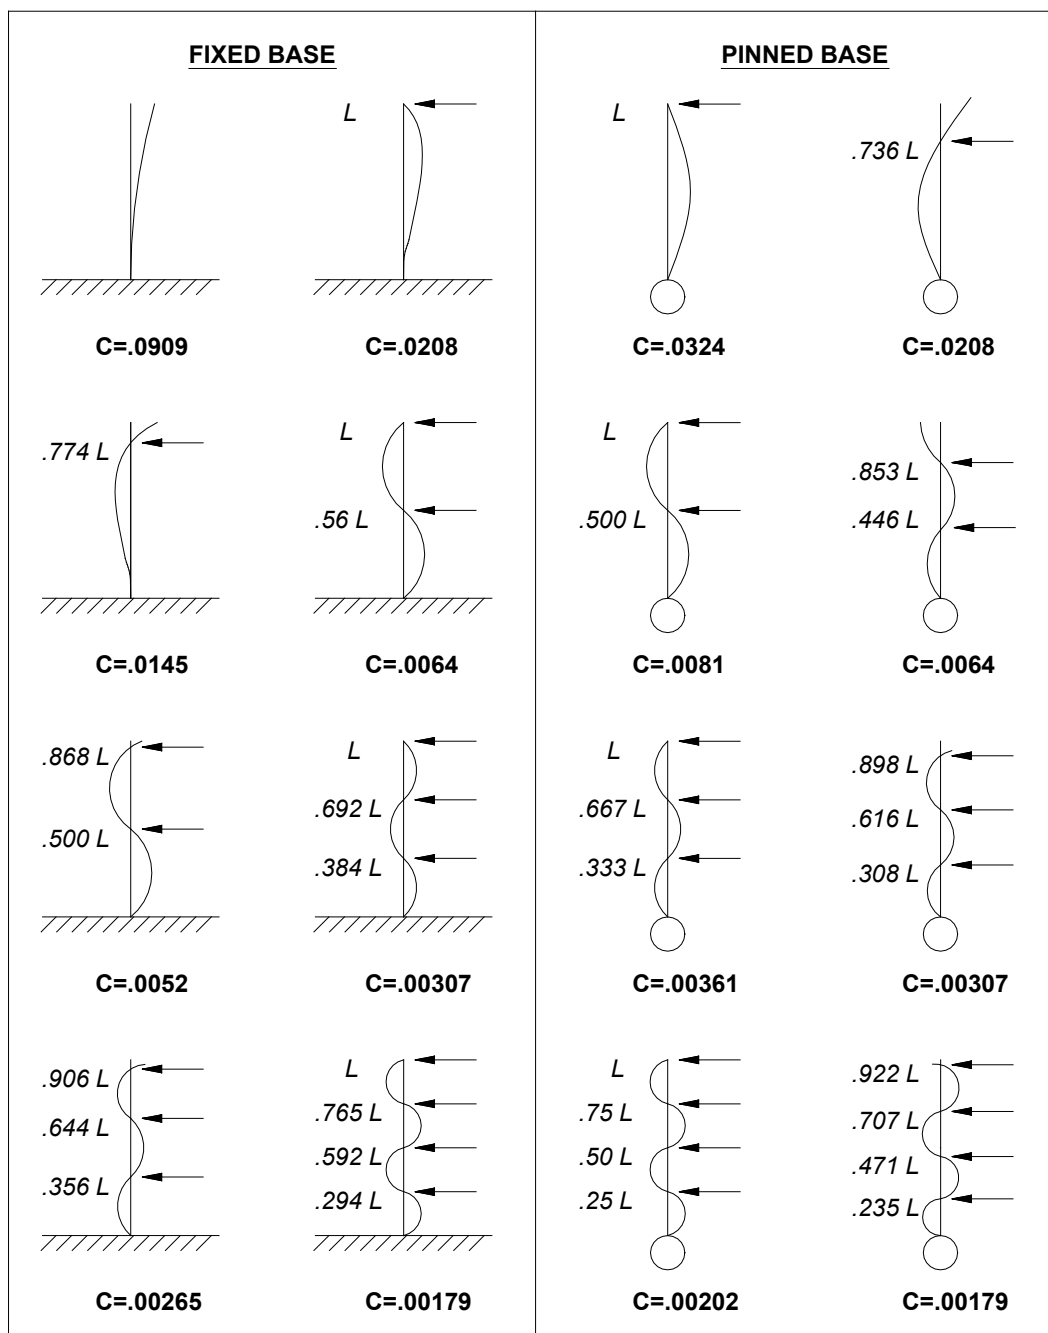 FIXED BASE
PINNED BASE
L
L
.736 L
C=.0909
C=.0208
C=.0324
C=.0208
.774 L
L
.56 L
L
.500 L
.853 L
.446 L
C=.0145
C=.0064
C=.0081
C=.0064
.868 L
.500 L
L
.692 L
.384 L
L
.667 L
.333 L
.898 L
.616 L
.308 L
C=.0052
C=.00307
C=.00361
C=.00307
.906 L
.644 L
.356 L
L
.765 L
.592 L
.294 L
L
.75 L
.50 L
.25 L
.922 L
.707 L
.471 L
.235 L
C=.00265
C=.00179
C=.00202
C=.00179